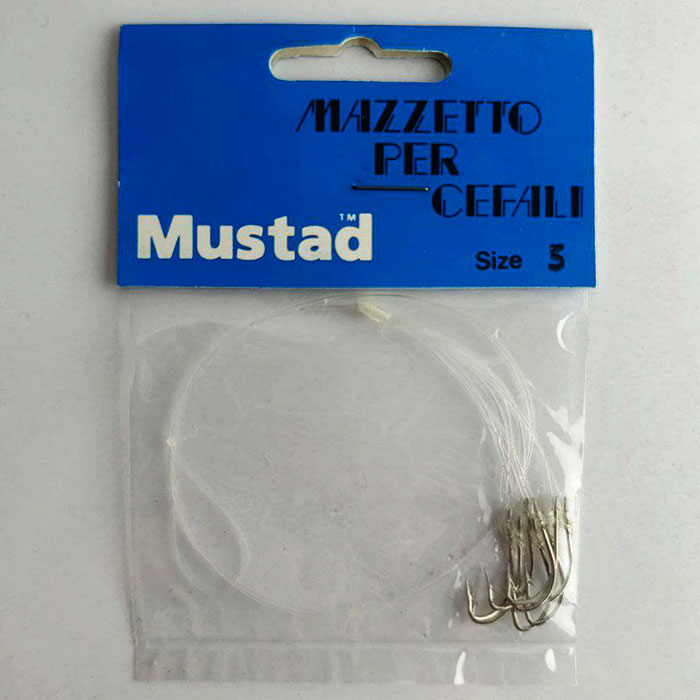 MAZZETTO
PER
CEFALI
Mustad™
Size 5